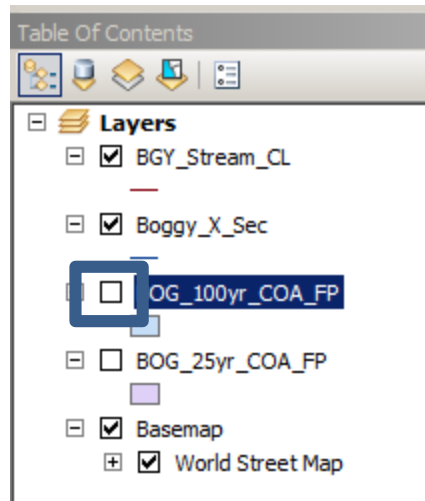 Table Of Contents
Layers
BGY_Stream_CL
Boggy_X_Sec
OG_100yr_COA_FP
BOG_25yr_COA_FP
Basemap
World Street Map